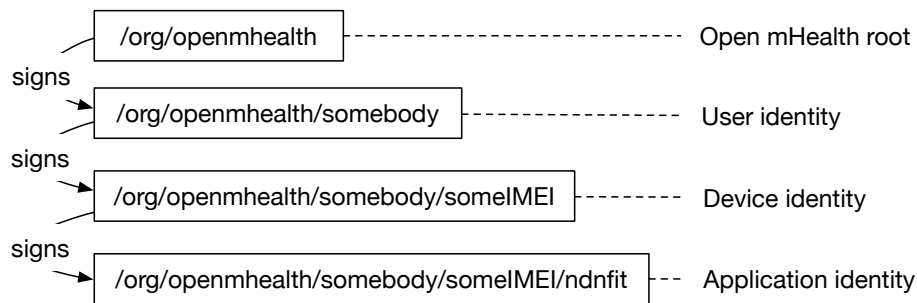 /org/openmhealth
Open mHealth root
signs
/org/openmhealth/somebody
User identity
signs
/org/openmhealth/somebody/someIMEI
Device identity
signs
/org/openmhealth/somebody/someIMEI/ndnfit
Application identity